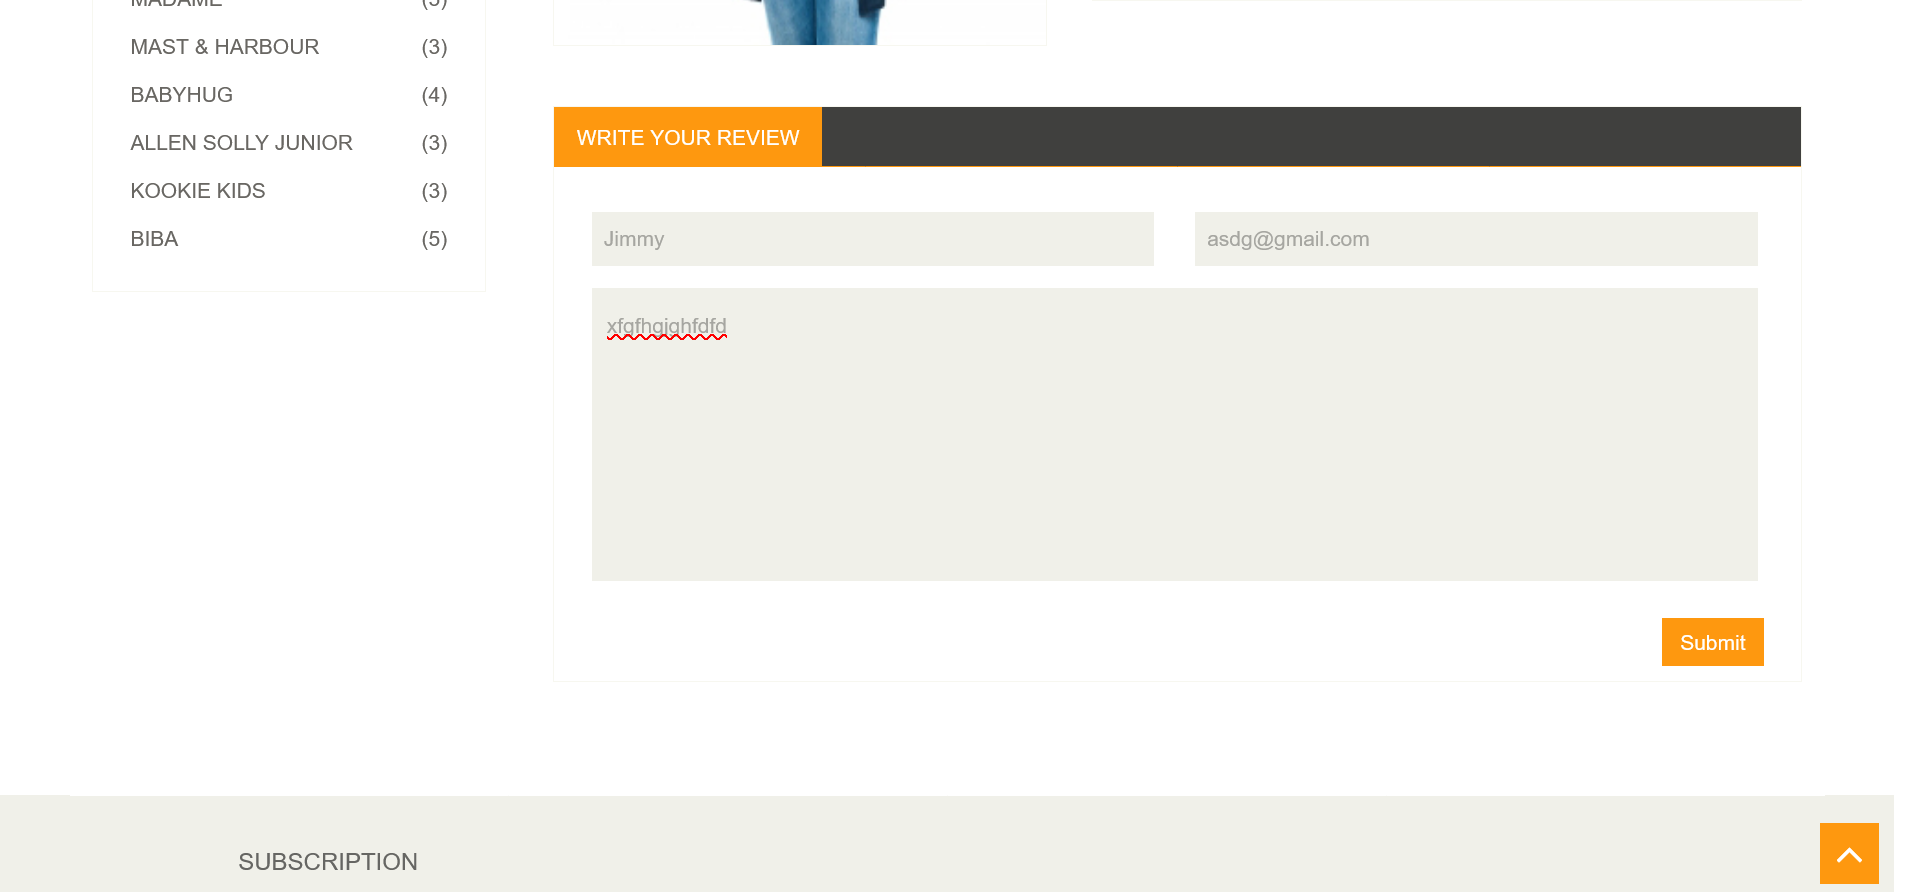 MADAME (3)
MAST & HARBOUR (3)
BABYHUG (4)
ALLEN SOLLY JUNIOR (3)
KOOKIE KIDS (3)
BIBA (5)
WRITE YOUR REVIEW
Jimmy asdg@gmail.com
xfgfhgjghfdfd
Submit
SUBSCRIPTION